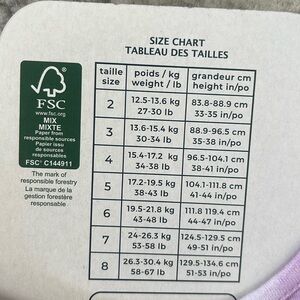 SIZE CHART
TABLEAU DES TAILLES
FSC
www.fsc.org
MIX
MIXTE
Paper from
responsible sources
Papier issu
de sources
responsables
FSC® C144911
The mark of
responsible forestry
La marque de la
gestion forestière
responsable
taille size poids / kg weight / lb grandeur cm height in/po
2 12.5-13.6 kg 27-30 lb 83.8-88.9 cm 33-35 in/po
3 13.6-15.4 kg 30-34 lb 88.9-96.5 cm 35-38 in/po
4 15.4-17.2 kg 34-38 lb 96.5-104.1 cm 38-41 in/po
5 17.2-19.5 kg 38-43 lb 104.1-111.8 cm 41-44 in/po
6 19.5-21.8 kg 43-48 lb 111.8 119.4 cm 44-47 in/po
7 24-26.3 kg 53-58 lb 124.5-129.5 cm 49-51 in/po
8 26.3-30.4 kg 58-67 lb 129.5-134.6 cm 51-53 in/po